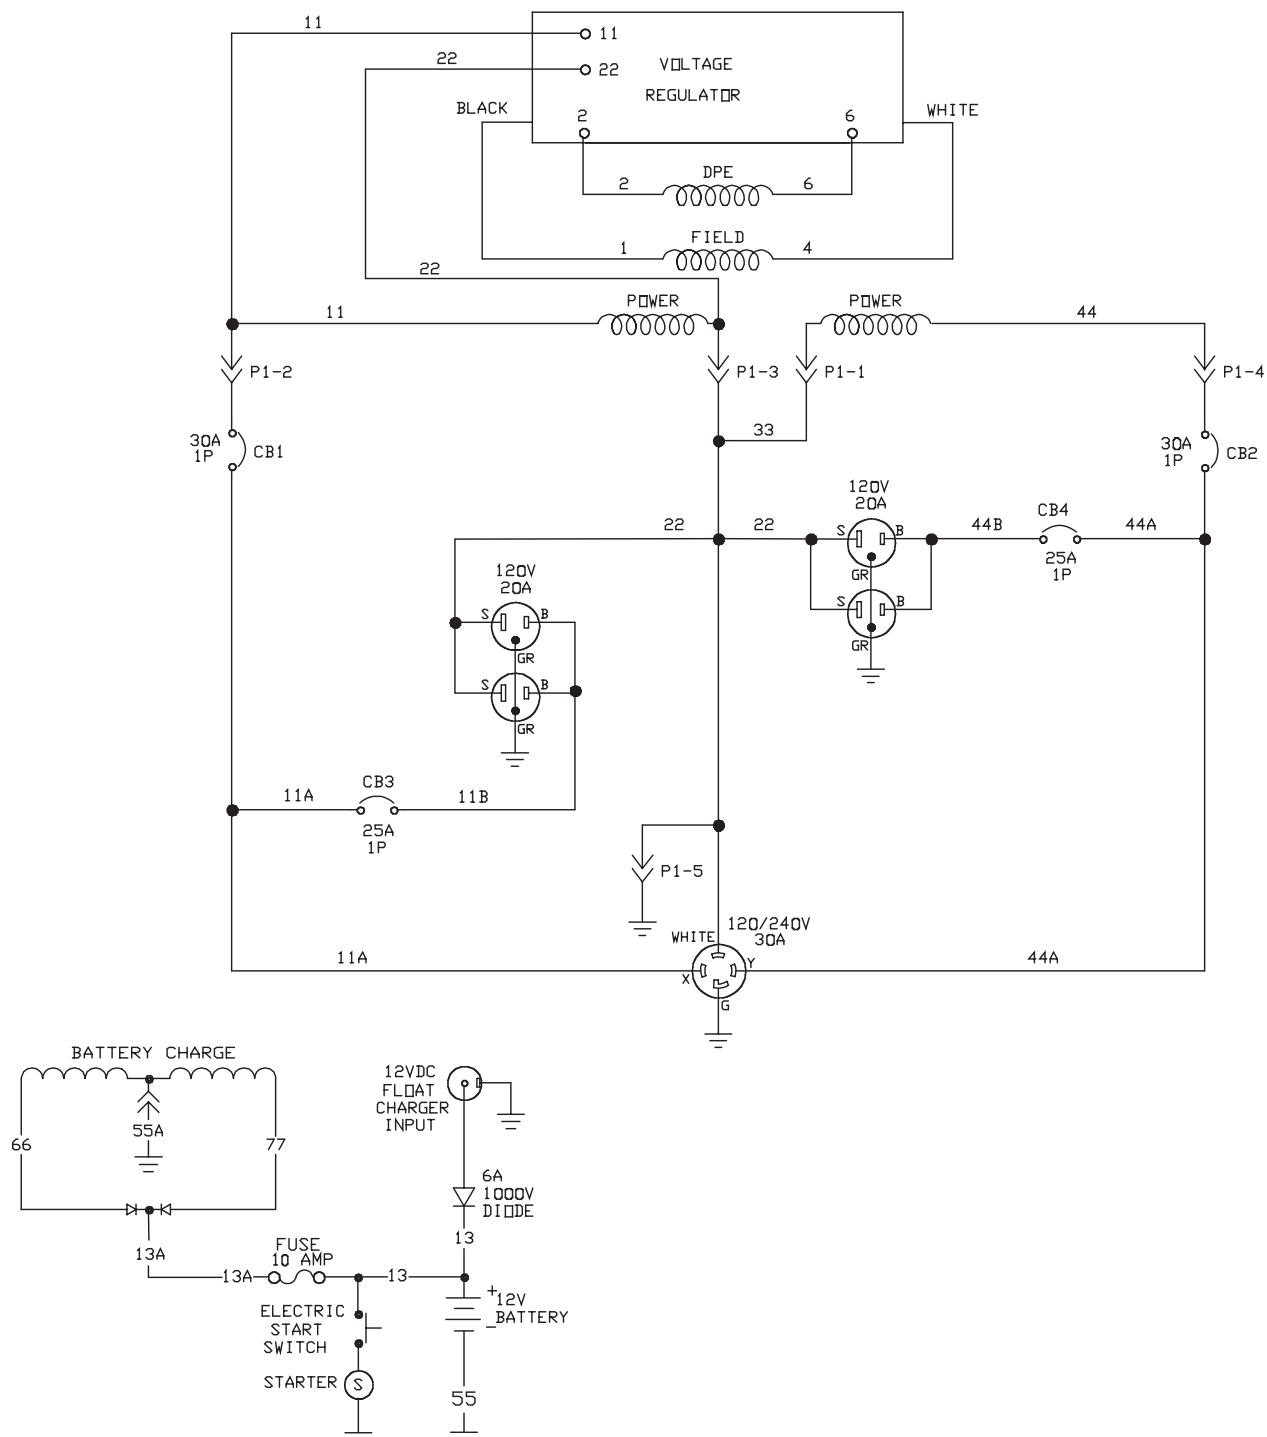 11
11
22
22
VOLTAGE
REGULATOR
BLACK
WHITE
2
6
DPE
2
6
FIELD
1
4
22
POWER
POWER
11
44
P1-2
P1-3
P1-1
P1-4
33
30A
1P
CB1
30A
1P
CB2
120V
20A
CB4
22
22
S
B
44B
44A
25A
1P
GR
S
B
GR
120V
20A
S
B
GR
S
B
GR
CB3
11A
11B
25A
1P
P1-5
120/240V
30A
WHITE
11A
X
Y
44A
G
BATTERY CHARGE
12VDC
FLOAT
CHARGER
INPUT
55A
66
77
6A
1000V
DIODE
13
13A
FUSE
10 AMP
13A
13
+
12V
BATTERY
-
ELECTRIC
START
SWITCH
STARTER
S
55